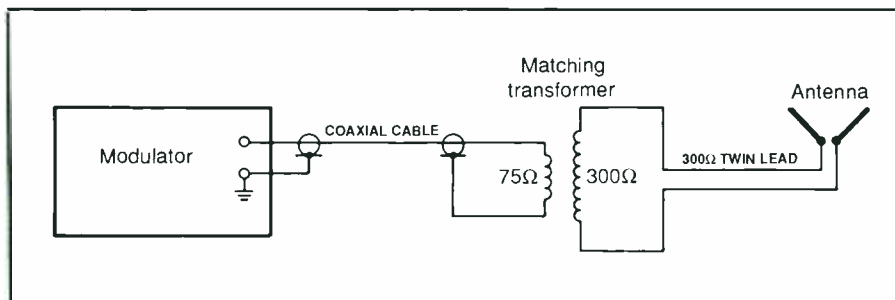 Matching
transformer
Antenna
COAXIAL CABLE
Modulator
300Ω TWIN LEAD
75Ω
300Ω